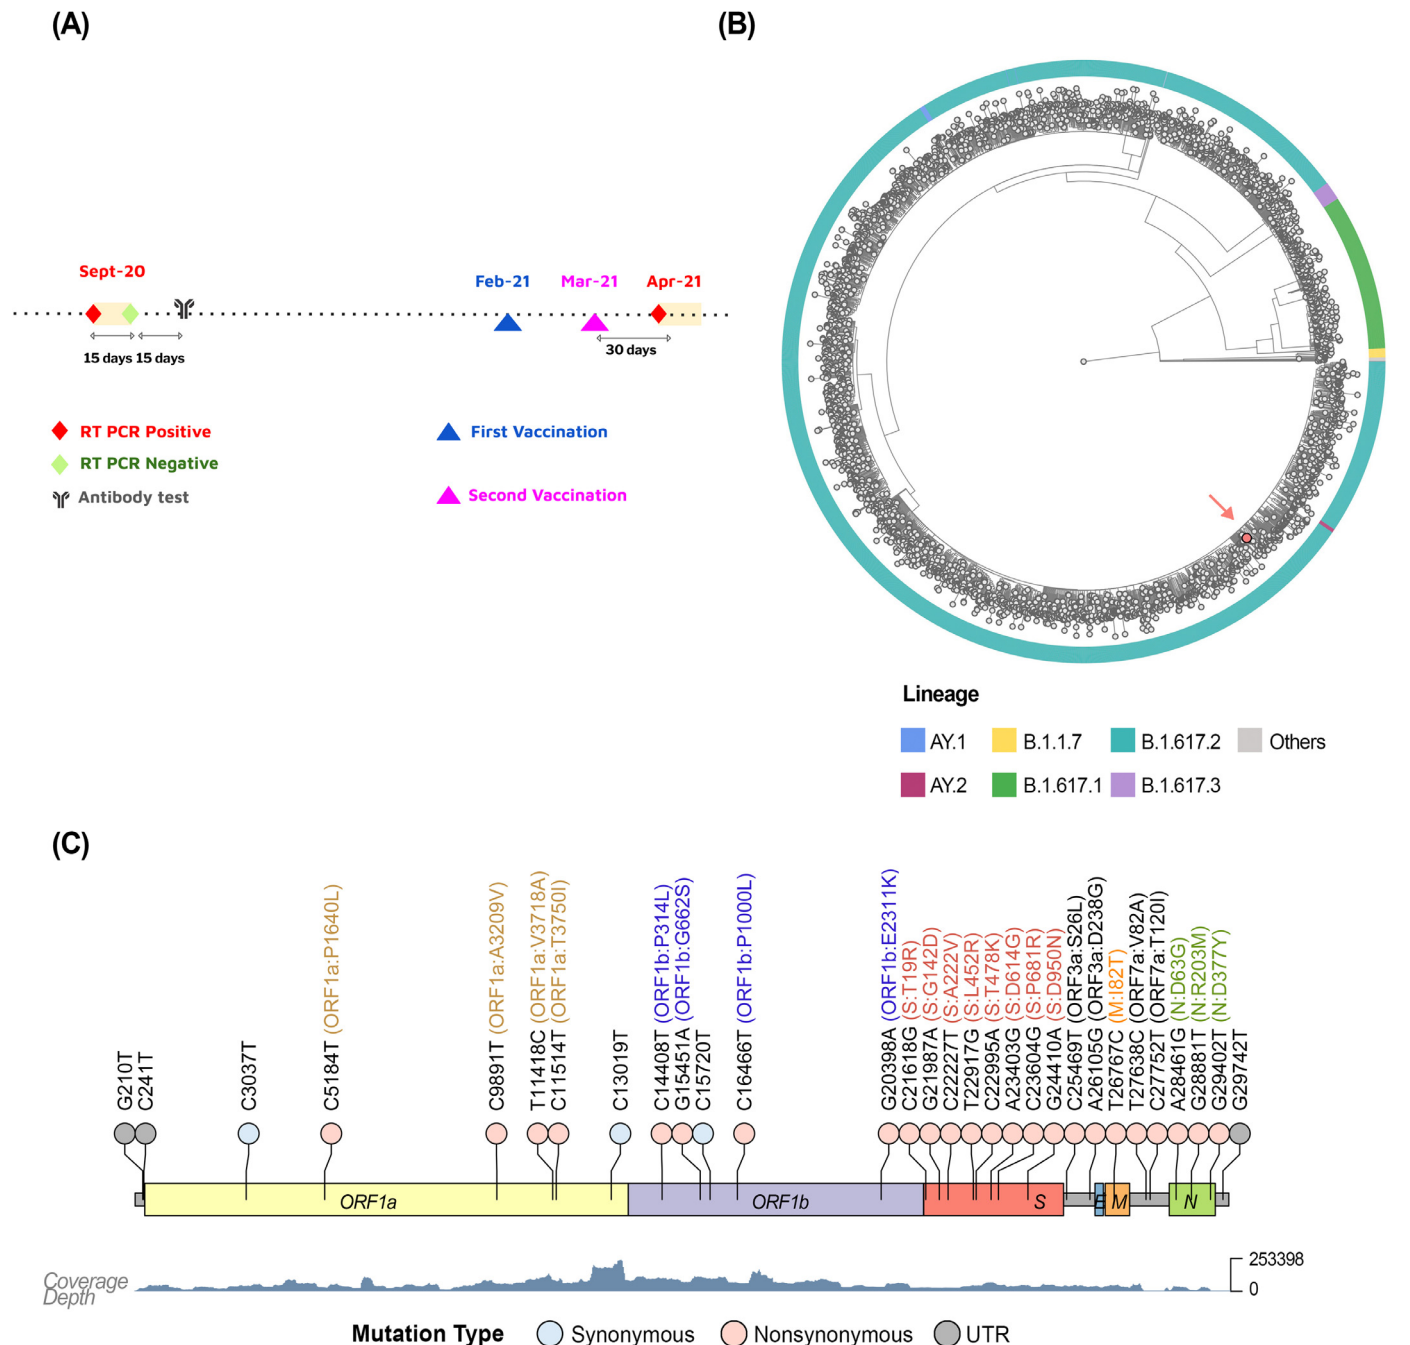 (A)
Sept-20
Feb-21
Mar-21
Apr-21
15 days 15 days
30 days
RT PCR Positive
RT PCR Negative
Antibody test
First Vaccination
Second Vaccination
(B)
Lineage
AY.1
B.1.1.7
B.1.617.2
Others
AY.2
B.1.617.1
B.1.617.3
(C)
G210T
C241T
C3037T
C5184T (ORF1a:P1640L)
C9891T (ORF1a:A3209V)
T11418C (ORF1a:V3718A)
C11514T (ORF1a:T3750I)
C13019T
C14408T (ORF1b:P314L)
G15451A (ORF1b:G662S)
C15720T
C16466T (ORF1b:P1000L)
G20398A (ORF1b:E2311K)
C21618G (S:T19R)
G21987A (S:G142D)
C22227T (S:A222V)
T22917G (S:L452R)
C22995A (S:T478K)
A23403G (S:D614G)
C23604G (S:P681R)
G24410A (S:D950N)
C25469T (ORF3a:S26L)
A26105G (ORF3a:D238G)
T26767C (M:I82T)
T27638C (ORF7a:V82A)
C27752T (ORF7a:T120I)
A28461G (N:D63G)
G28881T (N:R203M)
G29402T (N:D377Y)
G29742T
ORF1a
ORF1b
S
E
M
N
Coverage
Depth
253398
0
Mutation Type
Synonymous
Nonsynonymous
UTR